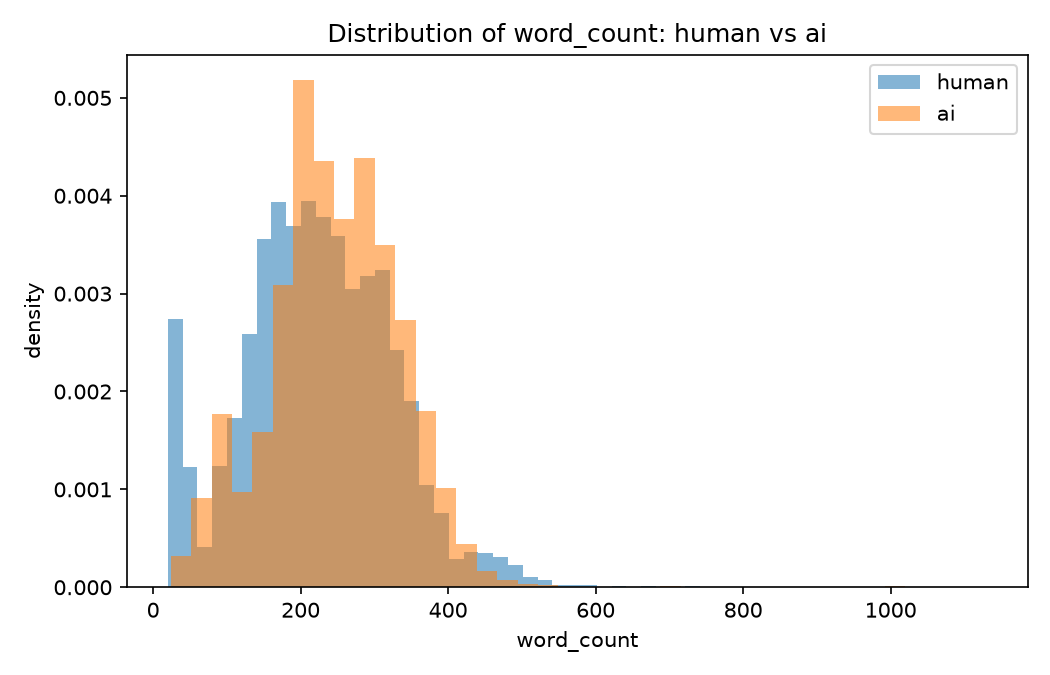 Distribution of word_count: human vs ai
human
ai
0.005
0.004
0.003
0.002
0.001
0.000
density
0 200 400 600 800 1000
word_count